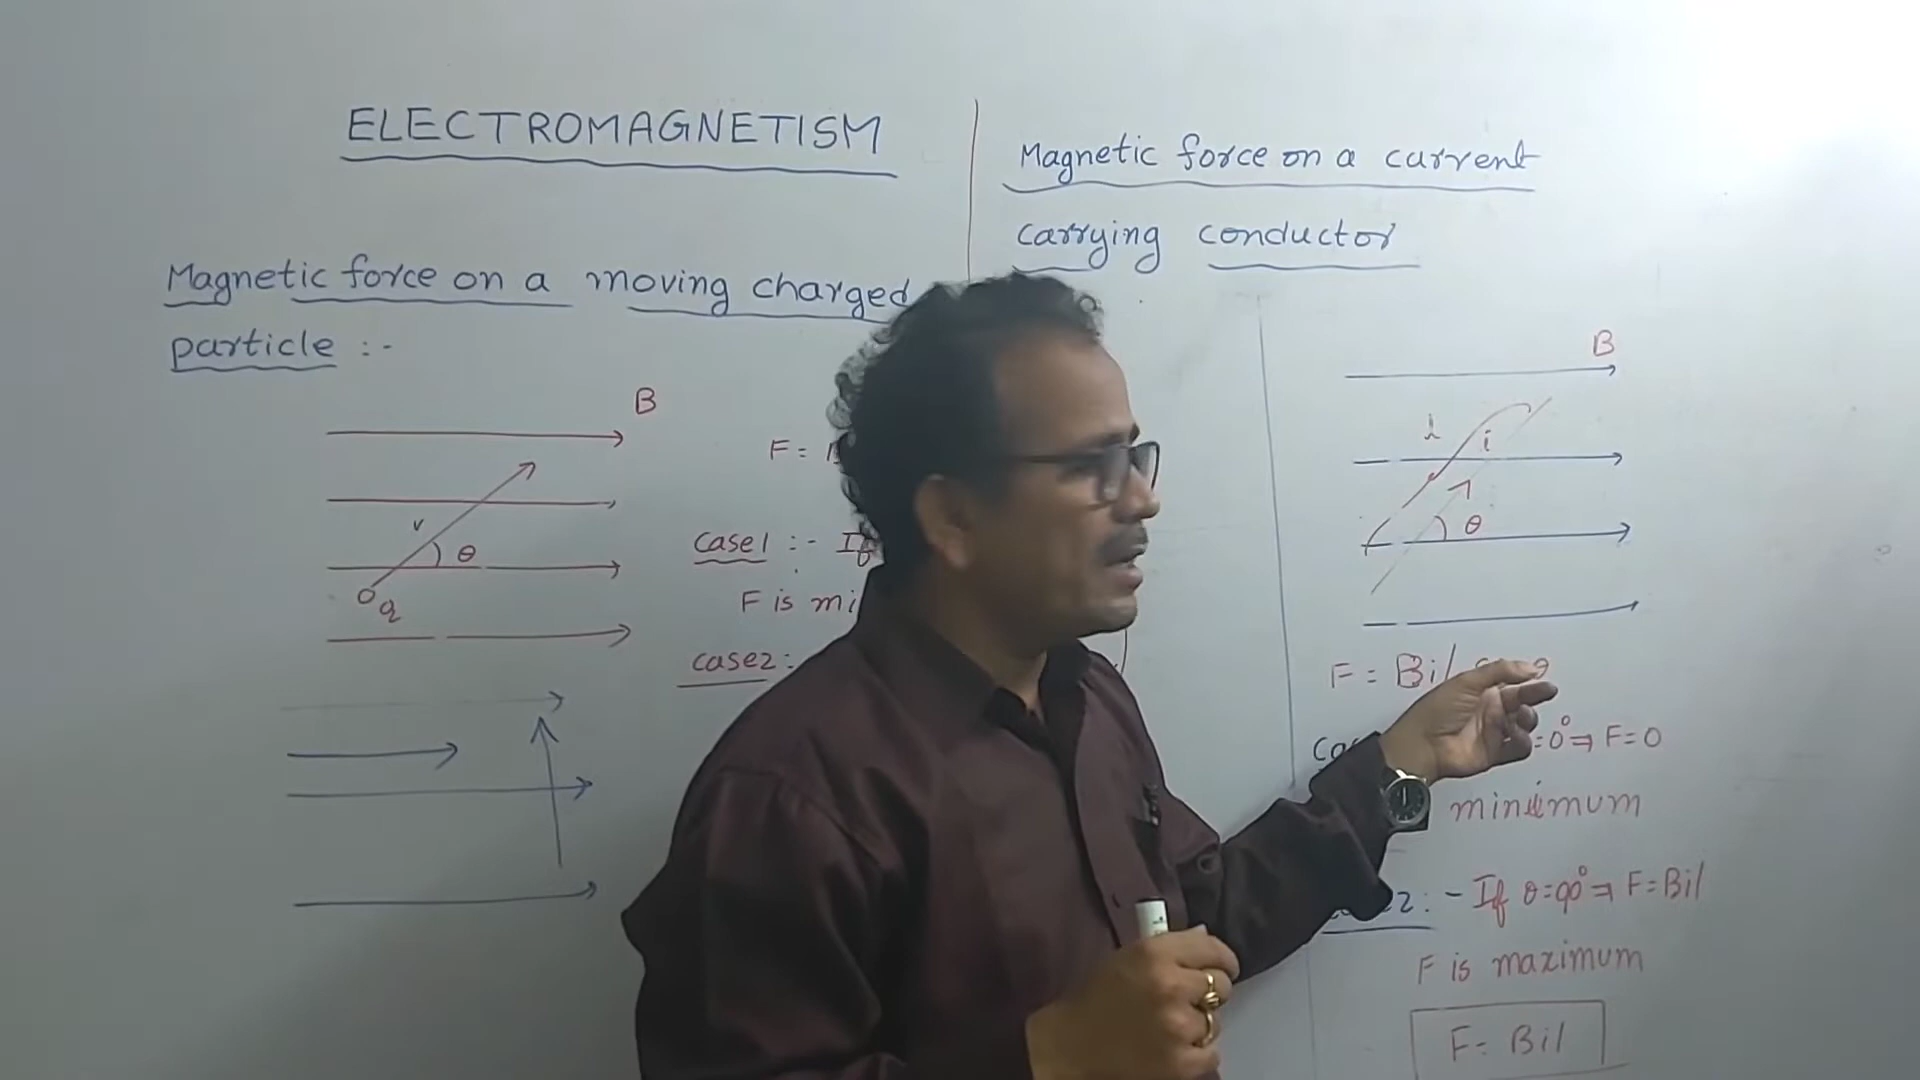 ELECTROMAGNETISM
Magnetic force on a moving charged
particle :-
B
v
θ
q
F =
Case1 :- If
F is
Case2 :
Magnetic force on a current
carrying conductor
B
l
i
θ
F = Bil
=0°⇒ F=0
minimum
2:- If θ=90°⇒ F=Bil
F is maximum
F= Bil